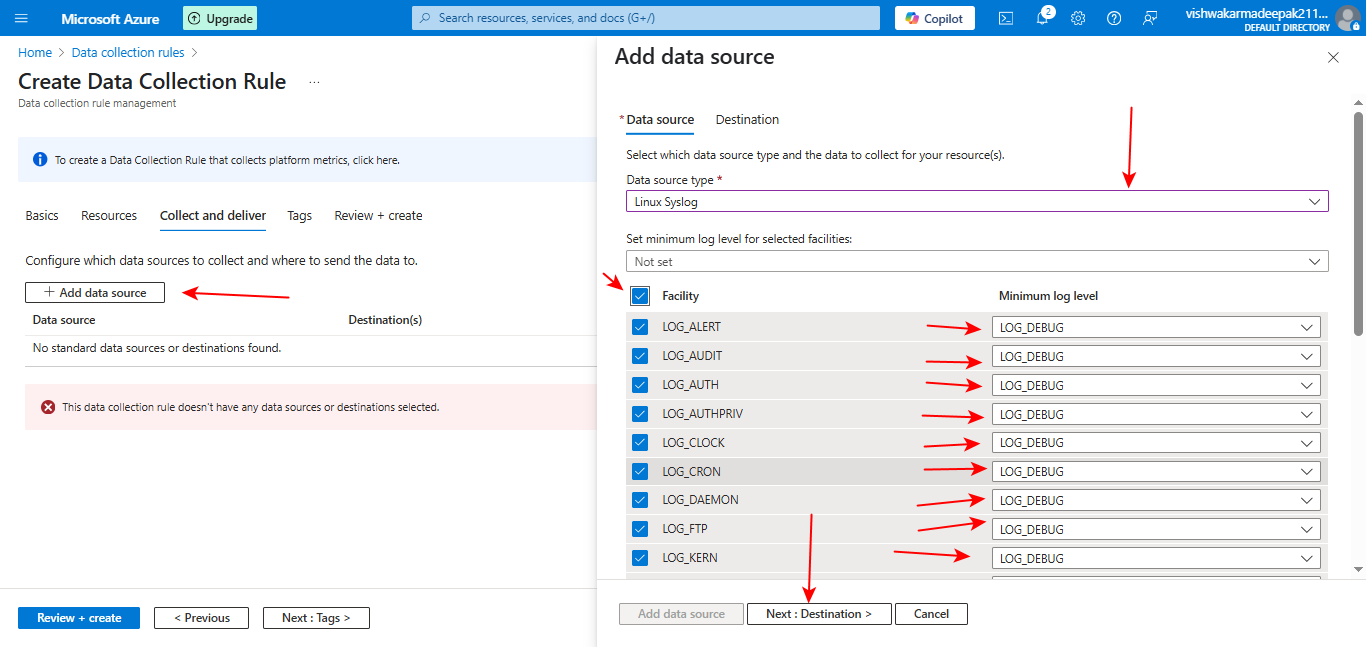 Microsoft Azure
Upgrade
Search resources, services, and docs (G+/)
Copilot
2
vishwakarmadeepak211...
DEFAULT DIRECTORY
Home > Data collection rules >
Create Data Collection Rule ...
Data collection rule management
To create a Data Collection Rule that collects platform metrics, click here.
Basics Resources Collect and deliver Tags Review + create
Configure which data sources to collect and where to send the data to.
+ Add data source
Data source Destination(s)
No standard data sources or destinations found.
This data collection rule doesn't have any data sources or destinations selected.
Review + create < Previous Next : Tags >
Add data source
* Data source Destination
Select which data source type and the data to collect for your resource(s).
Data source type *
Linux Syslog
Set minimum log level for selected facilities:
Not set
Facility Minimum log level
LOG_ALERT LOG_DEBUG
LOG_AUDIT LOG_DEBUG
LOG_AUTH LOG_DEBUG
LOG_AUTHPRIV LOG_DEBUG
LOG_CLOCK LOG_DEBUG
LOG_CRON LOG_DEBUG
LOG_DAEMON LOG_DEBUG
LOG_FTP LOG_DEBUG
LOG_KERN LOG_DEBUG
Add data source Next : Destination > Cancel